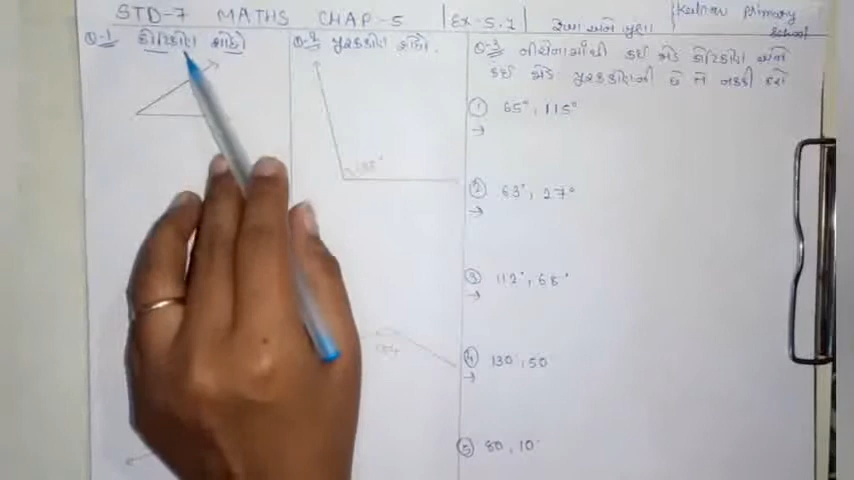 STD-7 MATHS CHAP-5 Ex-5.1 રેખા અને ખૂણા primary
school
Q-1 કોટિકોણ શોધો
Q-2 પુરકકોણ શોધો.
Q-3 નીચેનામાંથી કઈ જોડ કોટિકોણ અને
કઈ જોડ પુરકકોણની છે તે નક્કી કરો
① 65°, 115°
→
② 63°, 27°
→
③ 112°, 68°
→
④ 130°, 50°
→
⑤ 80, 10°